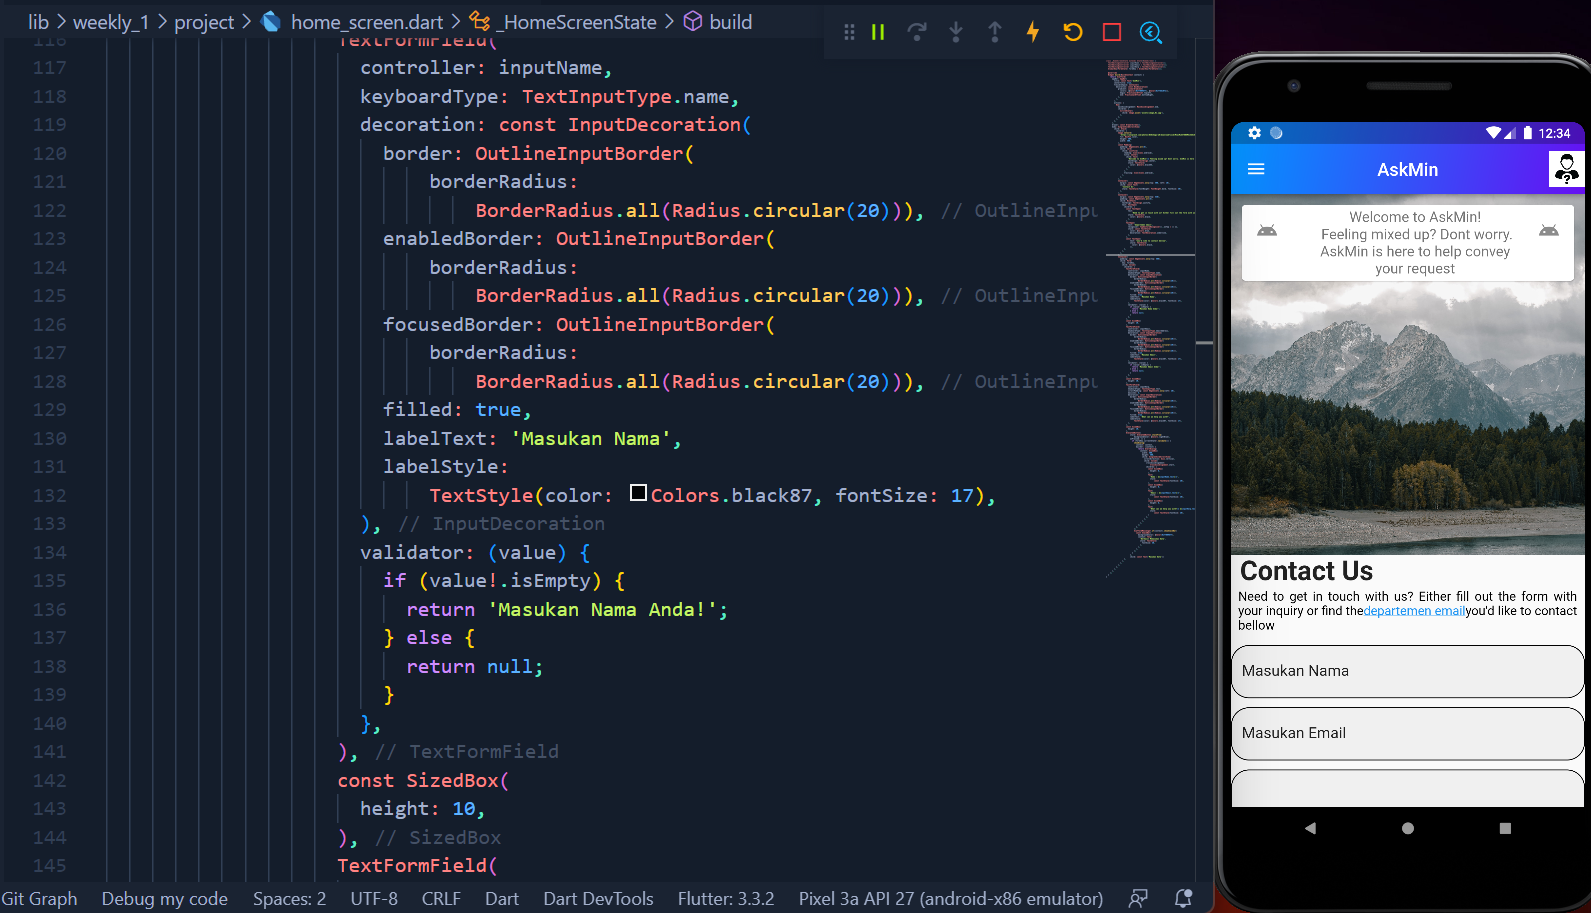 lib > weekly_1 > project > home_screen.dart > _HomeScreenState > build
116 TextFormField(
117 controller: inputName,
118 keyboardType: TextInputType.name,
119 decoration: const InputDecoration(
120 border: OutlineInputBorder(
121 borderRadius:
122 BorderRadius.all(Radius.circular(20))), // OutlineInpu
123 enabledBorder: OutlineInputBorder(
124 borderRadius:
125 BorderRadius.all(Radius.circular(20))), // OutlineInpu
126 focusedBorder: OutlineInputBorder(
127 borderRadius:
128 BorderRadius.all(Radius.circular(20))), // OutlineInpu
129 filled: true,
130 labelText: 'Masukan Nama',
131 labelStyle:
132 TextStyle(color: Colors.black87, fontSize: 17),
133 ), // InputDecoration
134 validator: (value) {
135 if (value!.isEmpty) {
136 return 'Masukan Nama Anda!';
137 } else {
138 return null;
139 }
140 },
141 ), // TextFormField
142 const SizedBox(
143 height: 10,
144 ), // SizedBox
145 TextFormField(
Git Graph Debug my code Spaces: 2 UTF-8 CRLF Dart Dart DevTools Flutter: 3.3.2 Pixel 3a API 27 (android-x86 emulator)
12:34
AskMin
Welcome to AskMin!
Feeling mixed up? Dont worry.
AskMin is here to help convey
your request
Contact Us
Need to get in touch with us? Either fill out the form with
your inquiry or find thedepartemen emailyou'd like to contact
bellow
Masukan Nama
Masukan Email